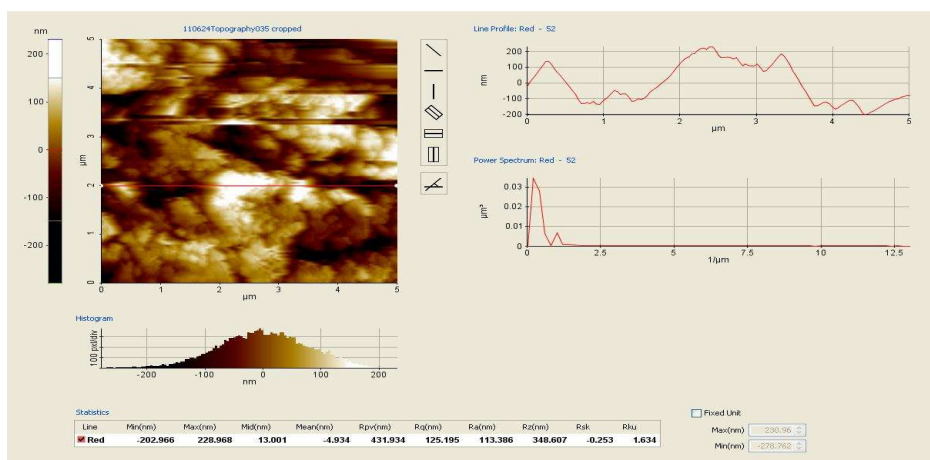 110624Topography035 cropped
nm
200
100
0
-100
-200
5
4
3
2
1
0
µm
0 1 2 3 4 5
µm
Line Profile: Red - 52
nm
200
100
0
-100
-200
0 1 2 3 4 5
µm
Power Spectrum: Red - 52
µm³
0.03
0.02
0.01
0
0 2.5 5 7.5 10 12.5
1/µm
Histogram
100 pxl/div
-200 -100 0 100 200
nm
Statistics
Line Min(nm) Max(nm) Mid(nm) Mean(nm) Rpv(nm) Rq(nm) Ra(nm) Rz(nm) Rsk Rku
Red -202.966 228.968 13.001 -4.934 431.934 125.195 113.386 348.607 -0.253 1.634
Fixed Unit
Max(nm) 230.96
Min(nm) -278.762